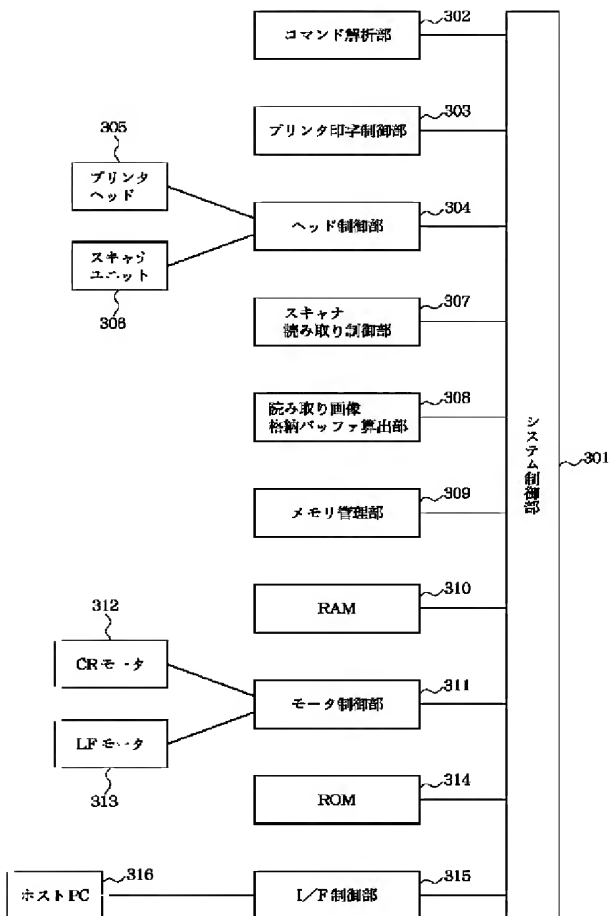 302
コマンド解析部
303
プリンタ印字制御部
305
プリンタ
ヘッド
304
ヘッド制御部
スキャナ
ユニット
306
307
スキャナ
読み取り制御部
308
読み取り画像
格納バッファ算出部
システム制御部
301
309
メモリ管理部
310
RAM
312
CRモータ
311
モータ制御部
LFモータ
313
314
ROM
316
ホストPC
315
I/F制御部